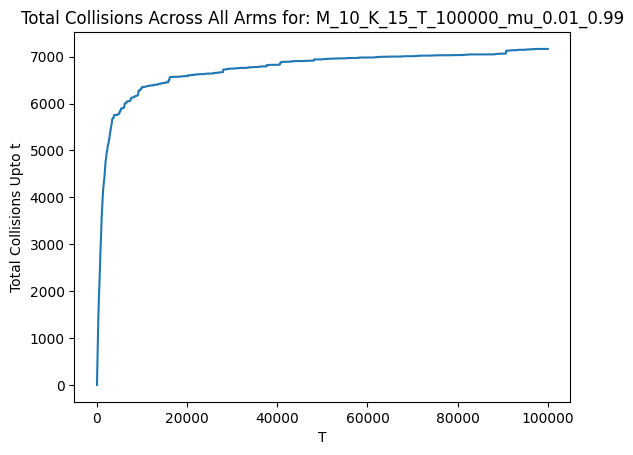 Total Collisions Across All Arms for: M_10_K_15_T_100000_mu_0.01_0.99
Total Collisions Upto t
7000
6000
5000
4000
3000
2000
1000
0
0 20000 40000 60000 80000 100000
T